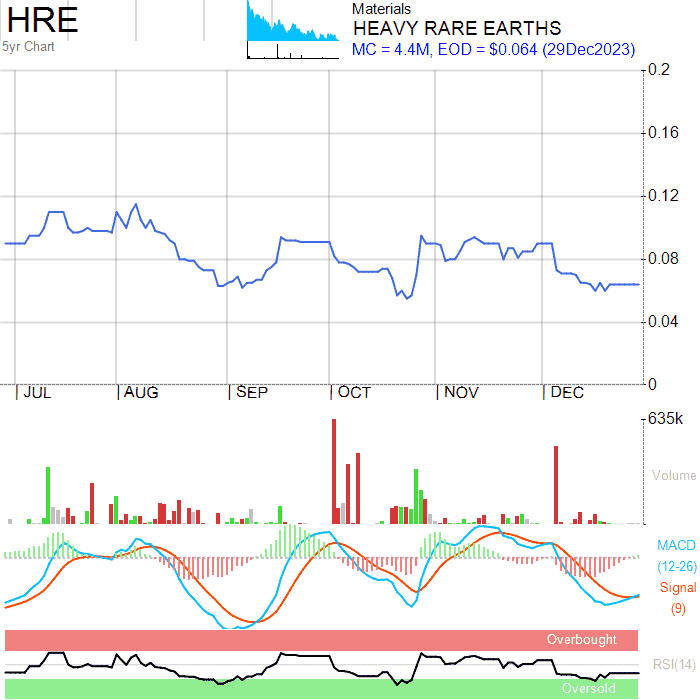 HRE
5yr Chart
Materials
HEAVY RARE EARTHS
MC = 4.4M, EOD = $0.064 (29Dec2023)
0.2
0.16
0.12
0.08
0.04
0
| JUL | AUG | SEP | OCT | NOV | DEC
635k
Volume
MACD
(12-26)
Signal
(9)
Overbought
RSI(14)
Oversold